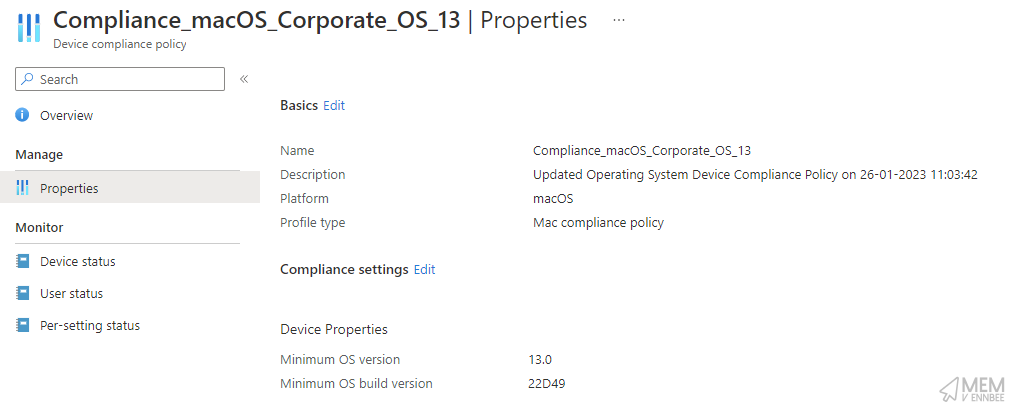 Compliance_macOS_Corporate_OS_13 | Properties ...
Device compliance policy
Search «
Overview
Manage
Properties
Monitor
Device status
User status
Per-setting status
Basics Edit
Name Compliance_macOS_Corporate_OS_13
Description Updated Operating System Device Compliance Policy on 26-01-2023 11:03:42
Platform macOS
Profile type Mac compliance policy
Compliance settings Edit
Device Properties
Minimum OS version 13.0
Minimum OS build version 22D49
MEM
V ENNBEE